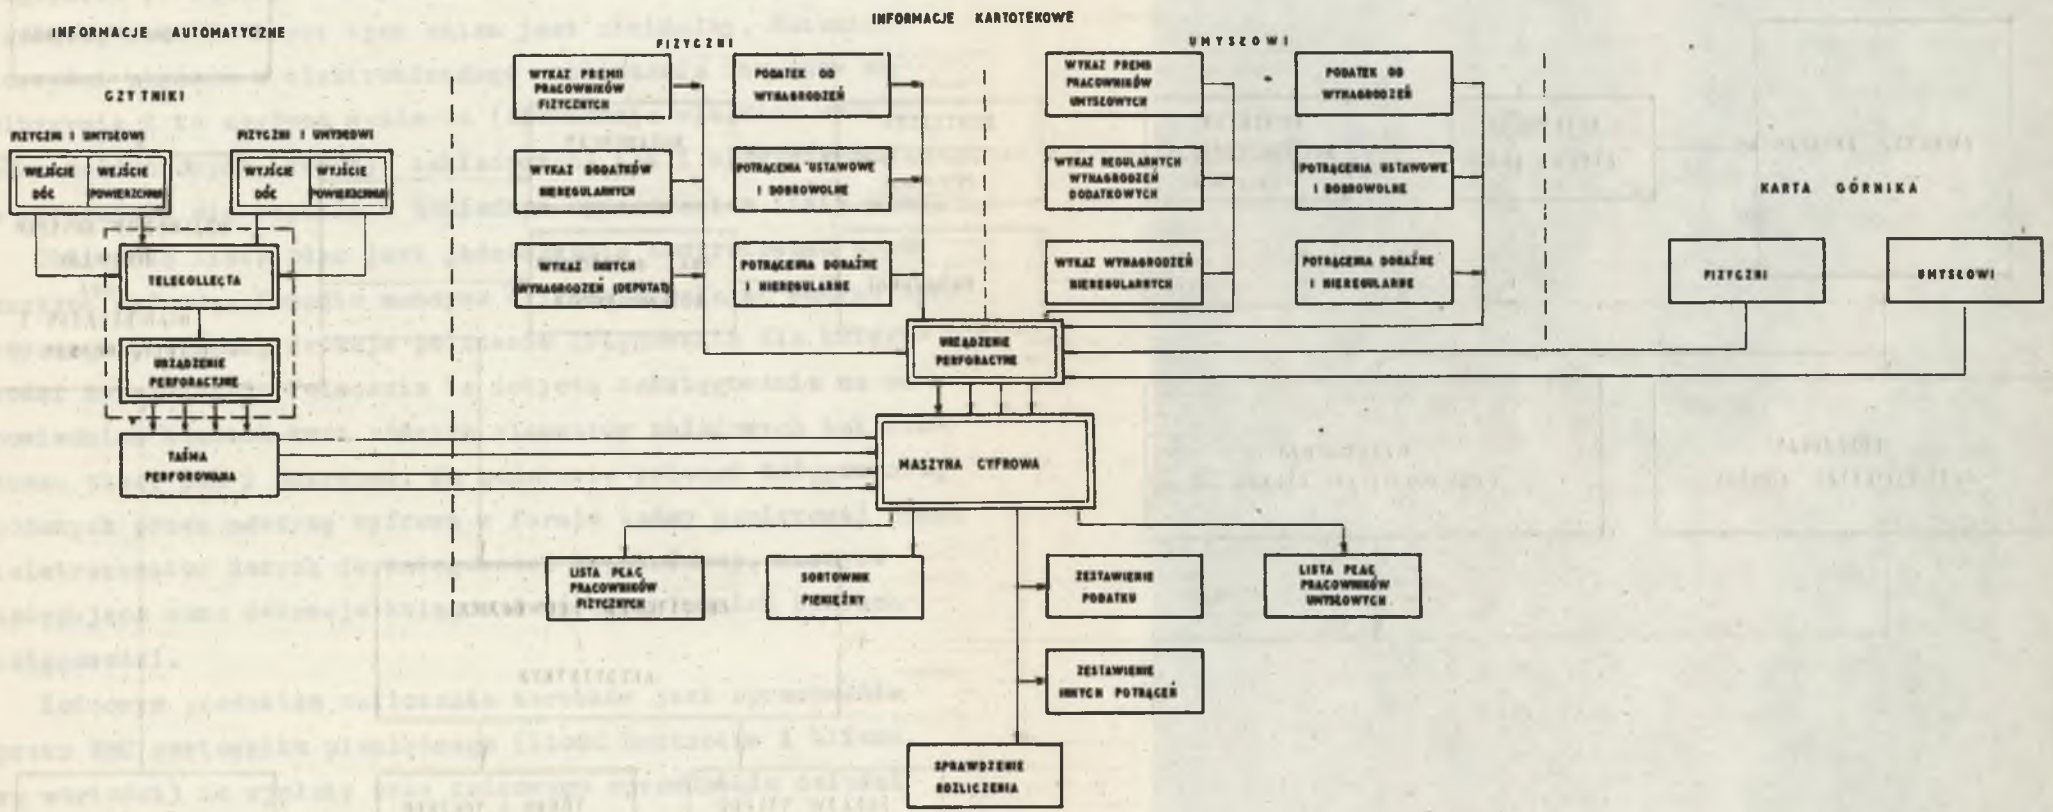 INFORMACJE KARTOTEKOWE
INFORMACJE AUTOMATYCZNE
FIZYCZNI
UMYSŁOWI
CZYTNIKI
FIZYCZNI I UMYSŁOWI
FIZYCZNI I UMYSŁOWI
WEJŚCIE
DÓŁ
WEJŚCIE
POWIERZCHNIA
WYJŚCIE
DÓŁ
WYJŚCIE
POWIERZCHNIA
TELECOLLECTA
URZĄDZENIE
PERFORACYJNE
TAŚMA
PERFOROWANA
WYKAZ PREMII
PRACOWNIKÓW
FIZYCZNYCH
PODATEK OD
WYNAGRODZEŃ
WYKAZ DODATKÓW
NIEREGULARNYCH
POTRĄCENIA USTAWOWE
I DOBROWOLNE
WYKAZ INNYCH
WYNAGRODZEŃ (DEPUTAT)
POTRĄCENIA DORAŹNE
I NIEREGULARNE
WYKAZ PREMII
PRACOWNIKÓW
UMYSŁOWYCH
PODATEK OD
WYNAGRODZEŃ
WYKAZ REGULARNYCH
WYNAGRODZEŃ
DODATKOWYCH
POTRĄCENIA USTAWOWE
I DOBROWOLNE
WYKAZ WYNAGRODZEŃ
NIEREGULARNYCH
POTRĄCENIA DORAŹNE
I NIEREGULARNE
KARTA GÓRNIKA
FIZYCZNI
UMYSŁOWI
URZĄDZENIE
PERFORACYJNE
MASZYNA CYFROWA
LISTA PŁAC
PRACOWNIKÓW
FIZYCZNYCH
SORTOWNIK
PIENIĘŻNY
ZESTAWIENIE
PODATKU
LISTA PŁAC
PRACOWNIKÓW
UMYSŁOWYCH
ZESTAWIENIE
INNYCH POTRĄCEŃ
SPRAWDZENIE
ROZLICZENIA